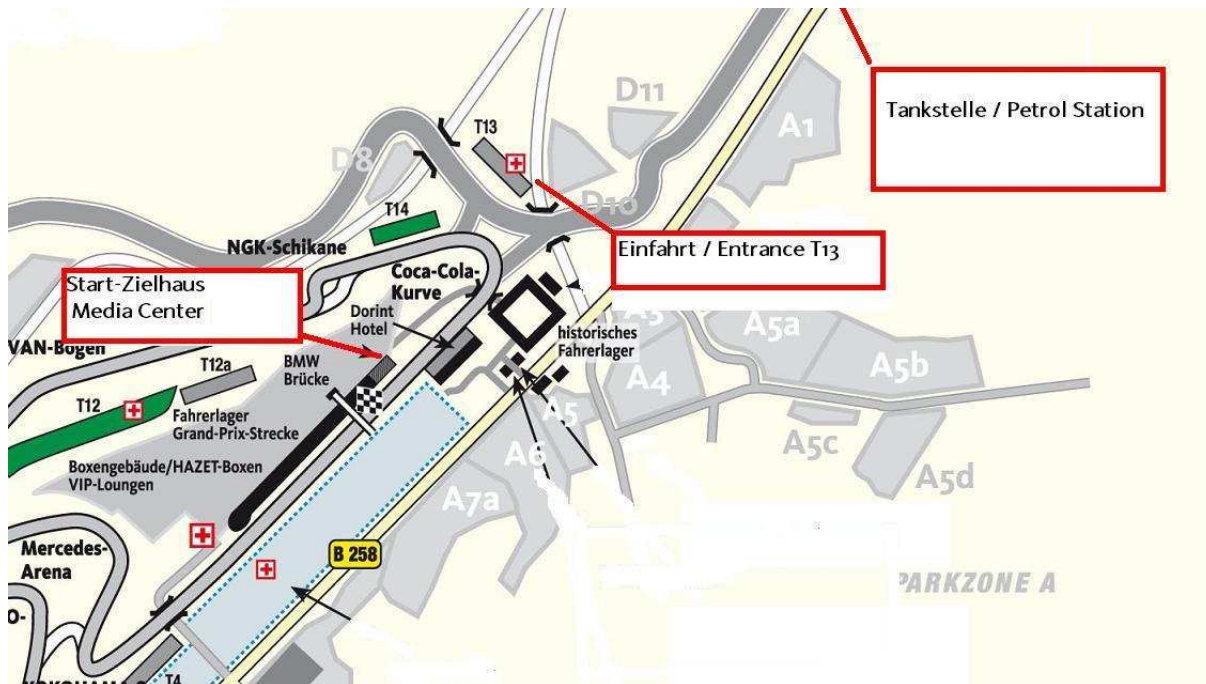 Tankstelle / Petrol Station
D11
A1
T13
D8
D10
T14
NGK-Schikane
Einfahrt / Entrance T13
Start-Zielhaus
Media Center
Coca-Cola-
Kurve
Dorint
Hotel
historisches
Fahrerlager
A3
A5a
A5b
VAN-Bogen
T12a
BMW
Brücke
A4
T12
Fahrerlager
Grand-Prix-Strecke
A5
A6
A5c
A5d
Boxengebäude/HAZET-Boxen
VIP-Loungen
A7a
Mercedes-
Arena
B 258
PARKZONE A
O-
T4